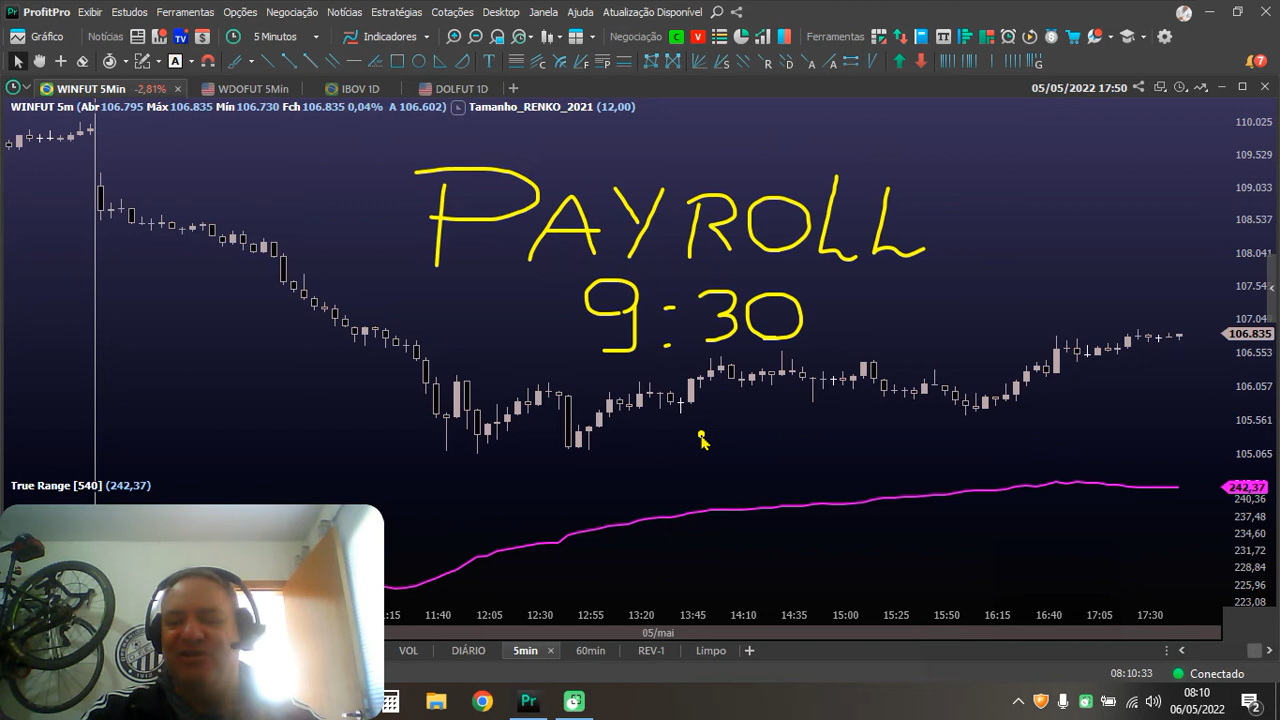 ProfitPro Exibir Estudos Ferramentas Opções Negociação Notícias Estratégias Cotações Desktop Janela Ajuda Atualização Disponível
Gráfico Notícias TV 5 Minutos Indicadores Negociação C V Ferramentas
WINFUT 5Min -2,81% WDOFUT 5Min IBOV 1D DOLFUT 1D 05/05/2022 17:50
WINFUT 5m (Abr 106.795 Máx 106.835 Mín 106.730 Fch 106.835 0,04% A 106.602) Tamanho_RENKO_2021 (12,00)
110.025
109.529
109.033
108.537
108.041
107.54
107.049
106.835
106.553
106.057
105.561
105.065
PAYROLL
9:30
True Range [540] (242,37)
242,37
240,36
237,48
234,60
231,72
228,84
225,96
223,08
:15 11:40 12:05 12:30 12:55 13:20 13:45 14:10 14:35 15:00 15:25 15:50 16:15 16:40 17:05 17:30
05/mai
VOL DIÁRIO 5min 60min REV-1 Limpo
08:10:33 Conectado
08:10
06/05/2022